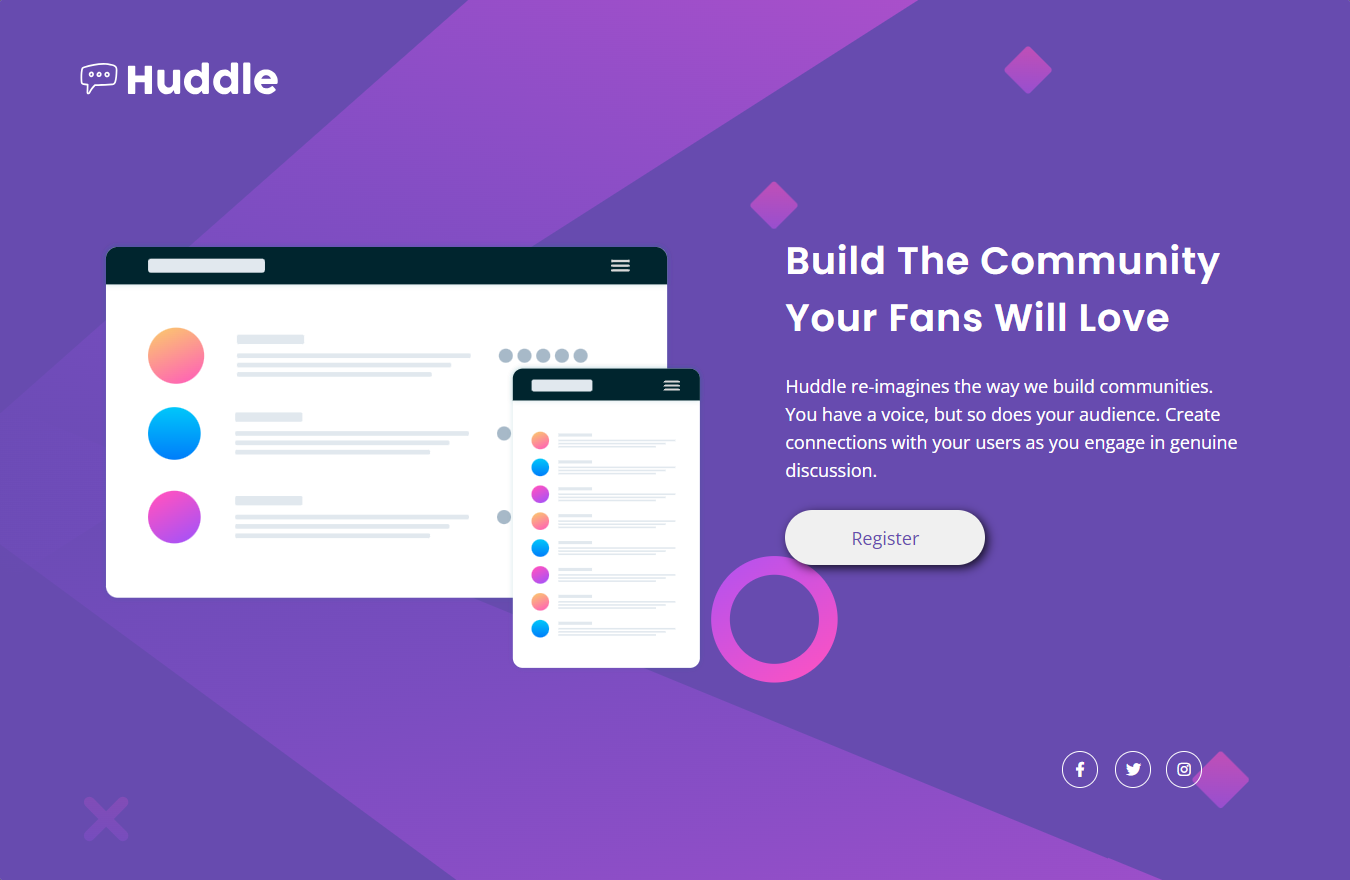 Huddle
Build The Community
Your Fans Will Love
Huddle re-imagines the way we build communities.
You have a voice, but so does your audience. Create
connections with your users as you engage in genuine
discussion.
Register